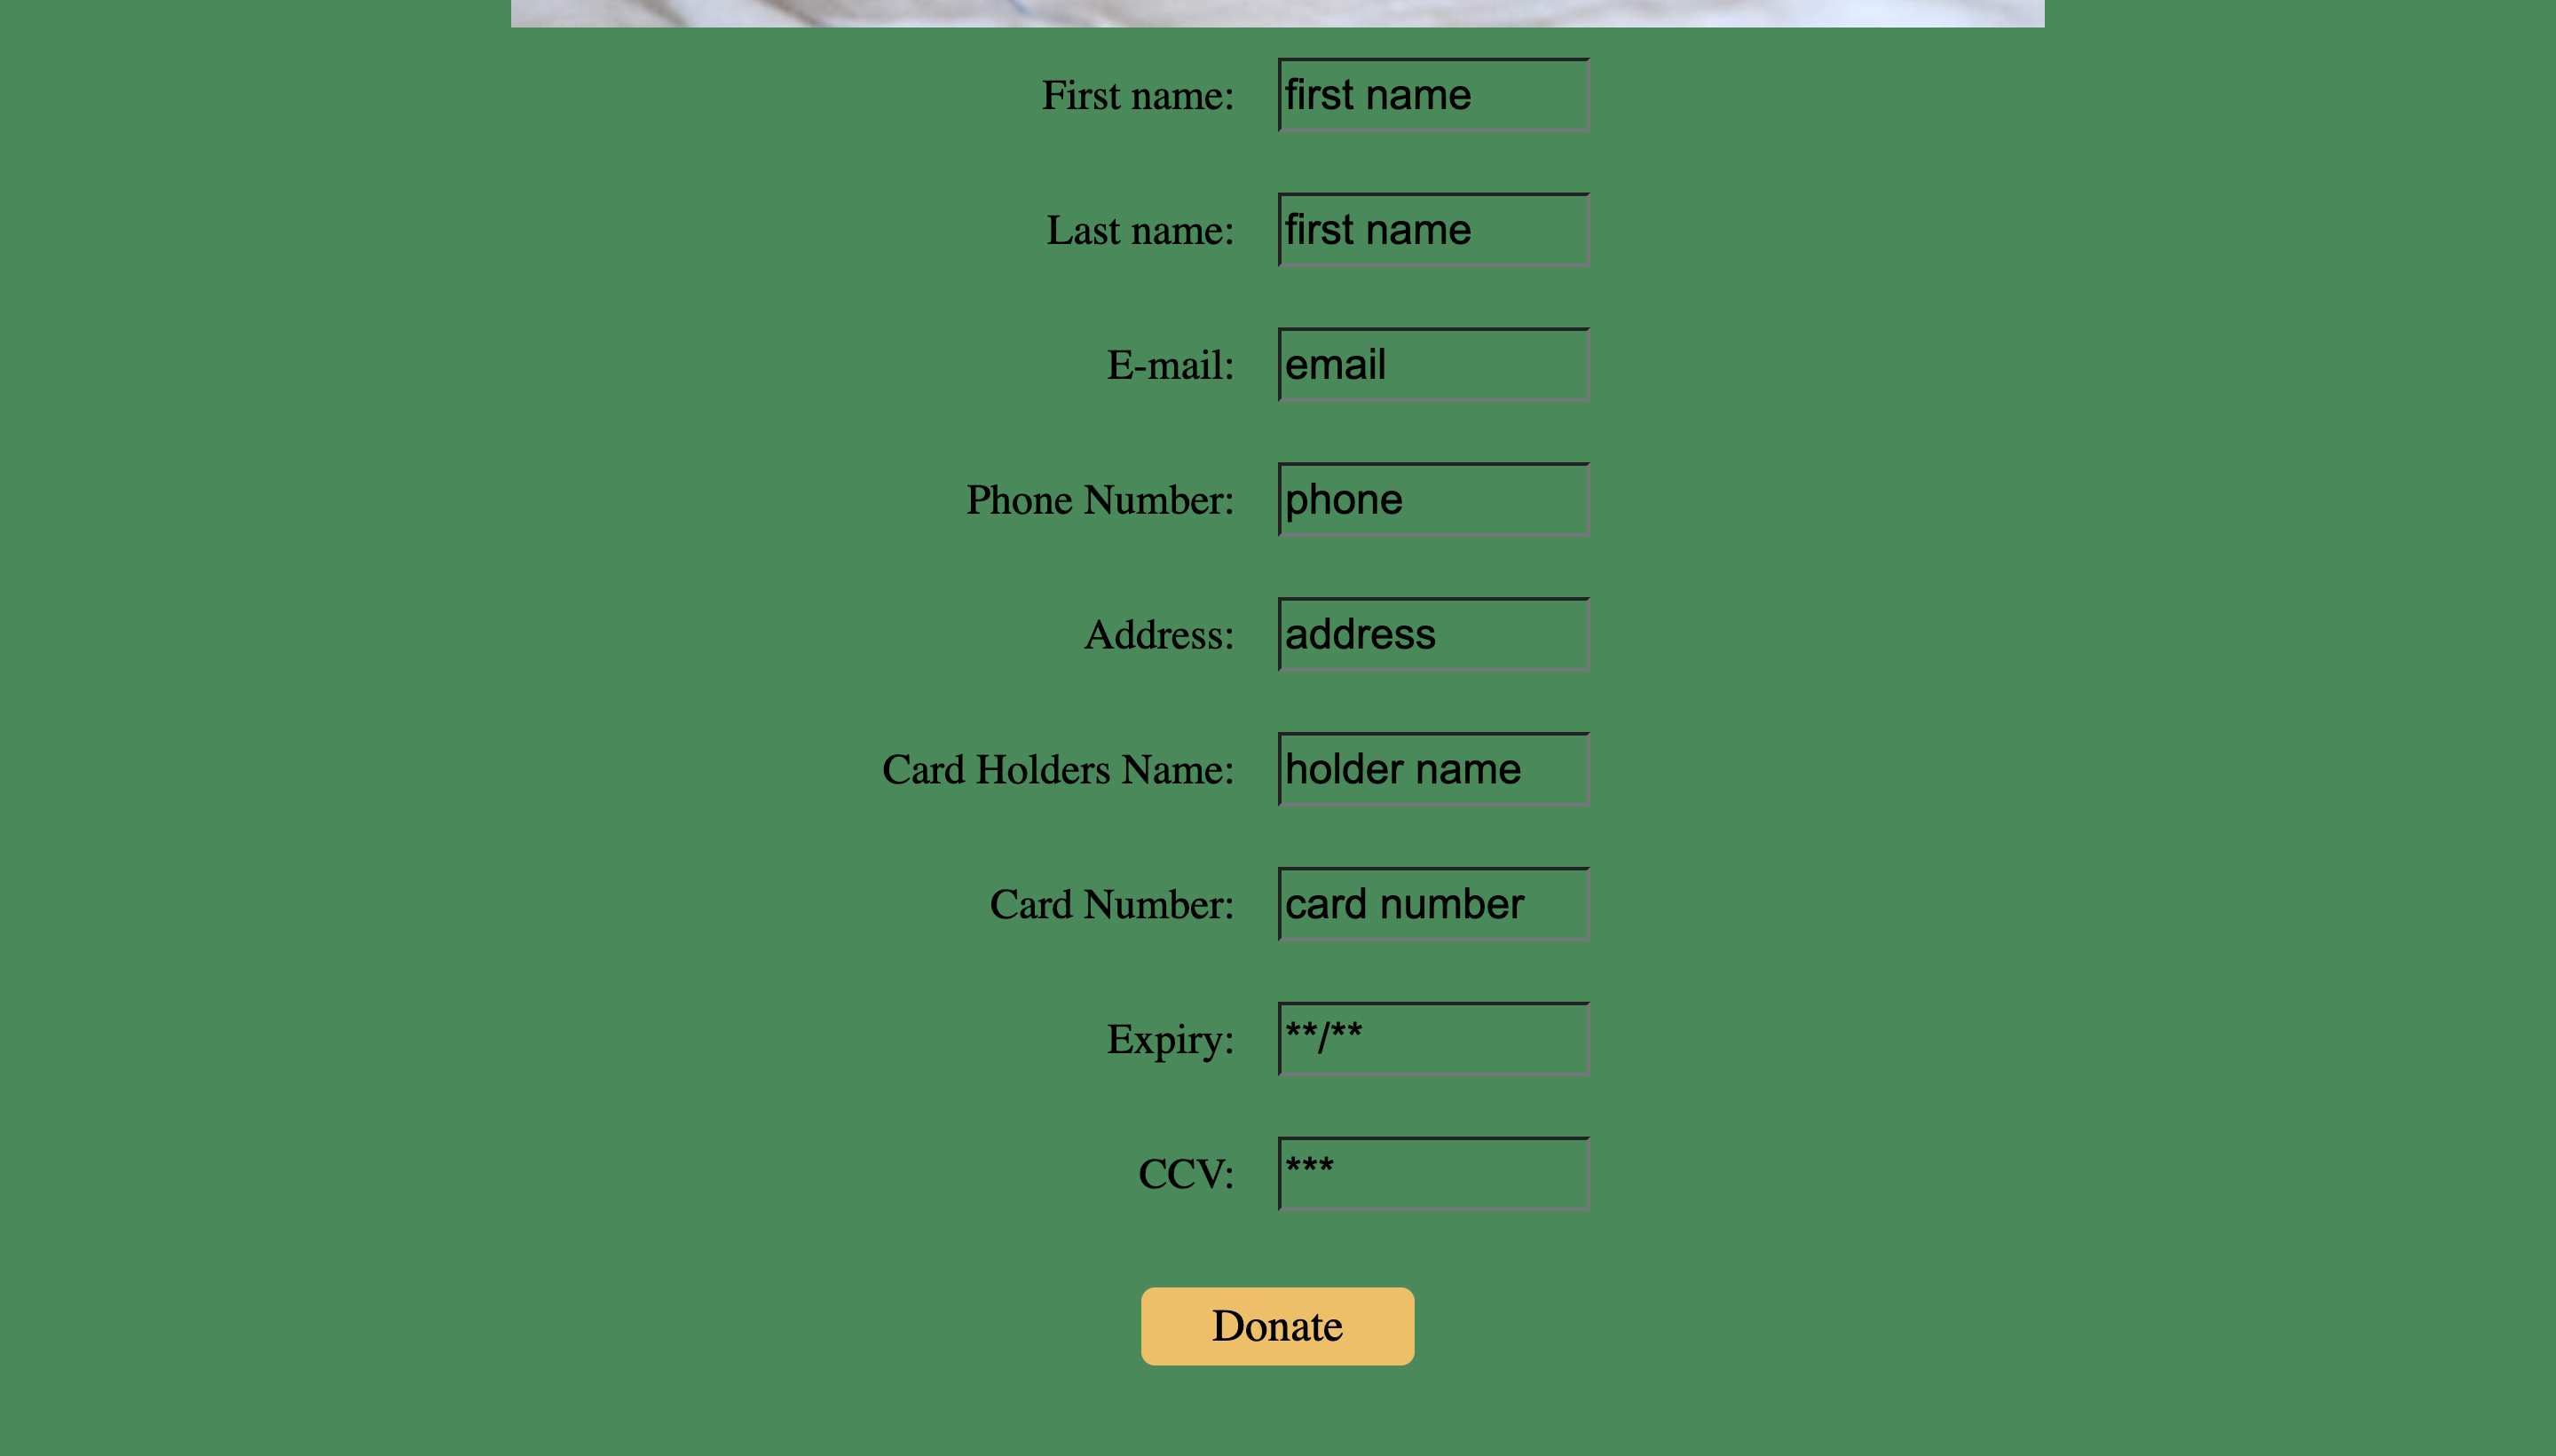 First name: first name
Last name: first name
E-mail: email
Phone Number: phone
Address: address
Card Holders Name: holder name
Card Number: card number
Expiry: **/**
CCV: ***
Donate